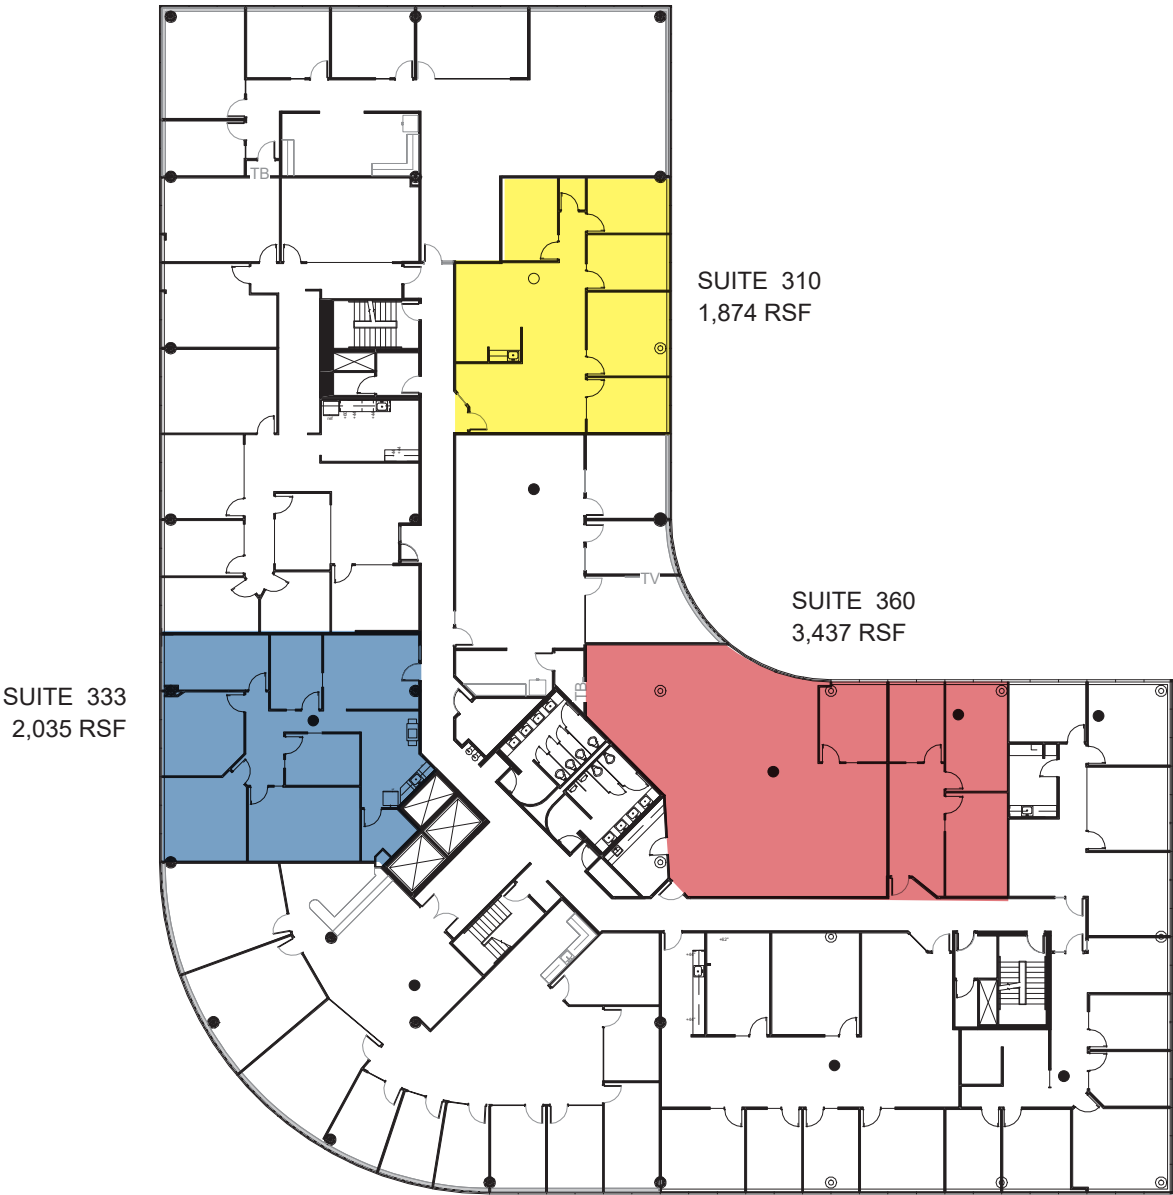 TB
SUITE 310
1,874 RSF
TV
SUITE 360
3,437 RSF
TB
SUITE 333
2,035 RSF